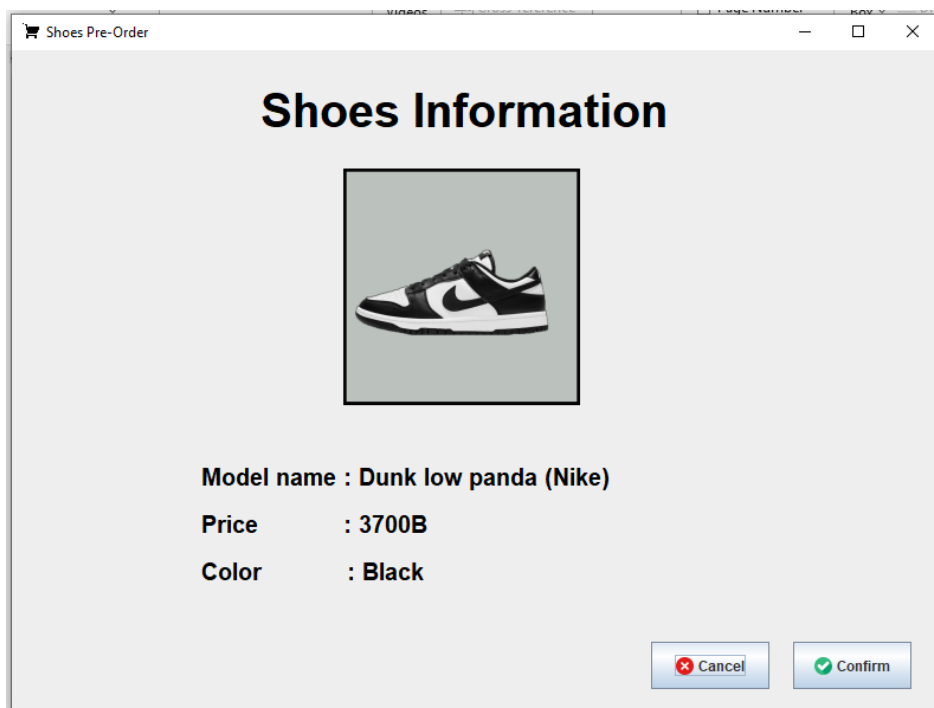 Shoes Pre-Order
Shoes Information
Model name : Dunk low panda (Nike)
Price : 3700B
Color : Black
Cancel
Confirm